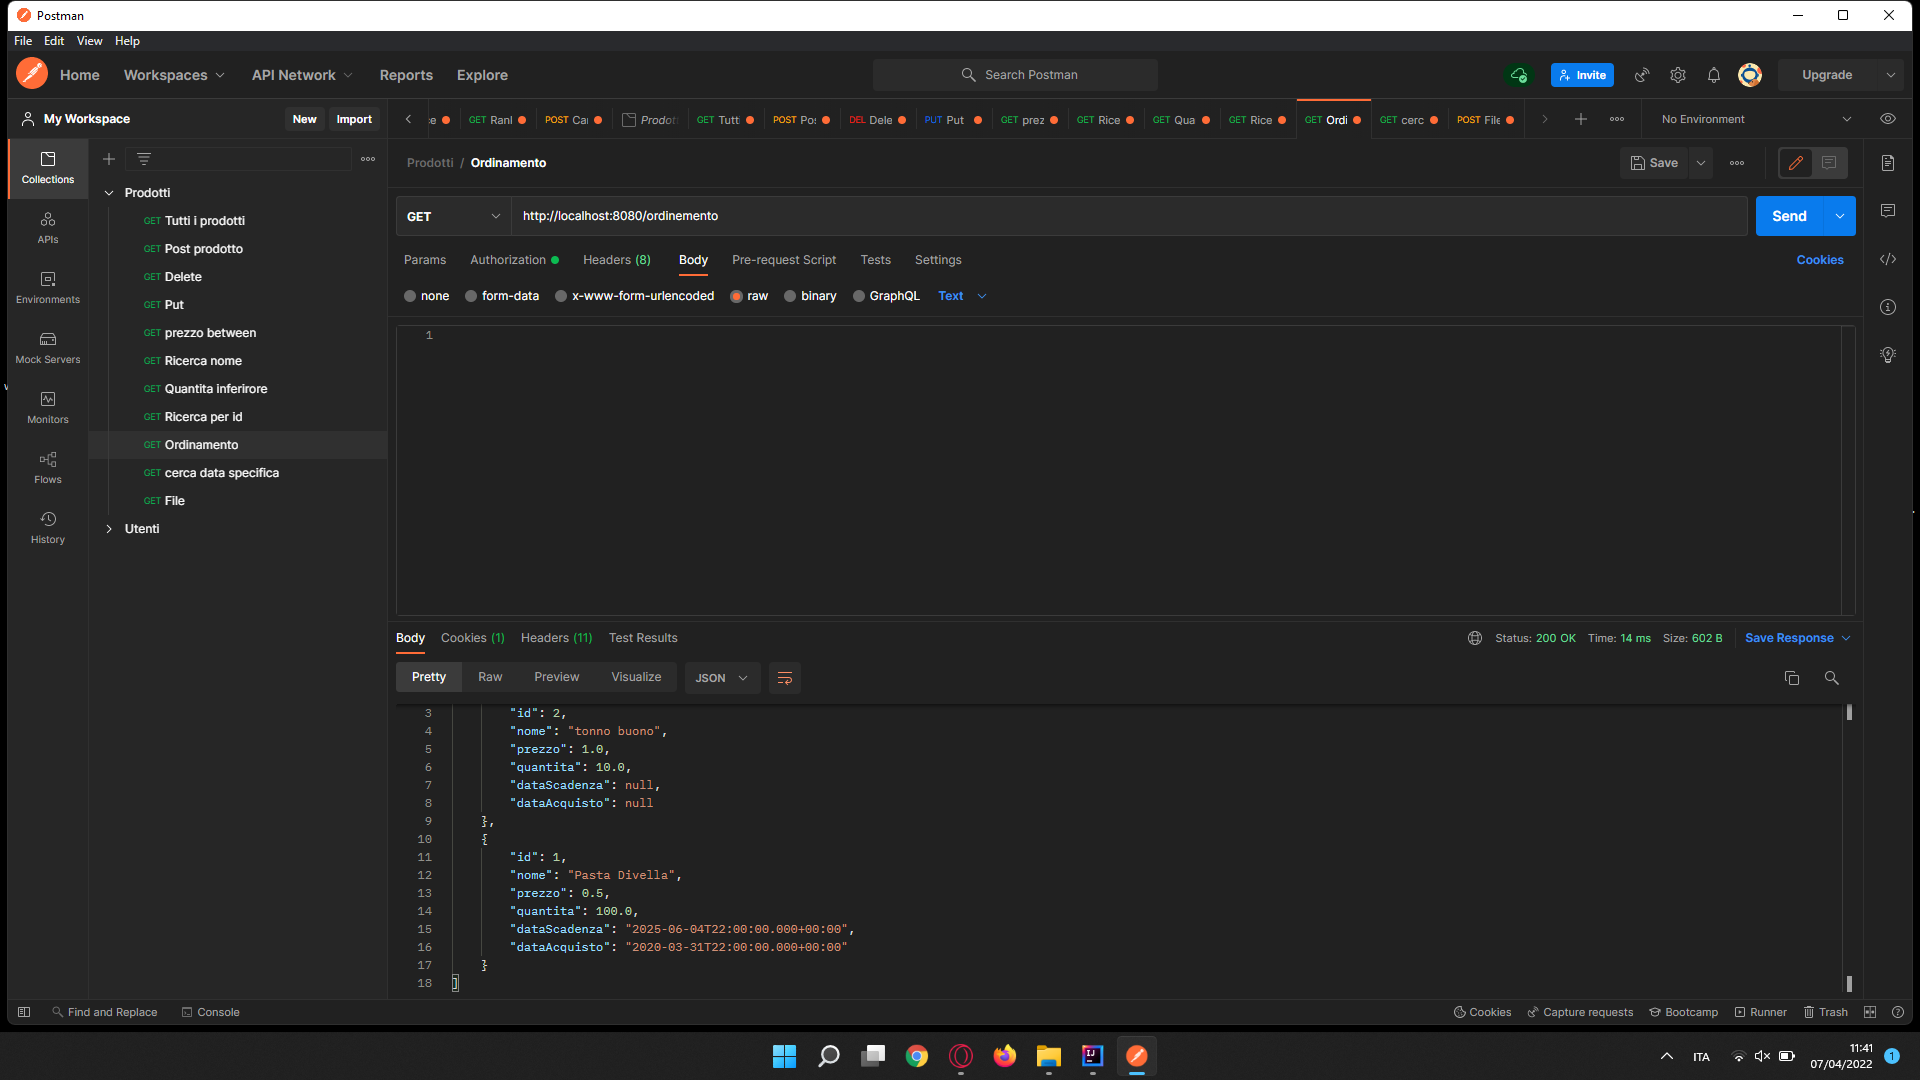 Postman
File Edit View Help
Home Workspaces API Network Reports Explore Search Postman Invite Upgrade
My Workspace New Import
GET Ranl POST Car Prodot GET Tutti POST Pos DEL Dele PUT Put GET prez GET Rice GET Qua GET Rice GET Ordi GET cerc POST File No Environment
Prodotti / Ordinamento Save
Collections
APIs
Environments
Mock Servers
Monitors
Flows
History
Prodotti
GET Tutti i prodotti
GET Post prodotto
GET Delete
GET Put
GET prezzo between
GET Ricerca nome
GET Quantita inferirore
GET Ricerca per id
GET Ordinamento
GET cerca data specifica
GET File
Utenti
GET http://localhost:8080/ordinemento Send
Params Authorization Headers (8) Body Pre-request Script Tests Settings Cookies
none form-data x-www-form-urlencoded raw binary GraphQL Text
1
Body Cookies (1) Headers (11) Test Results Status: 200 OK Time: 14 ms Size: 602 B Save Response
Pretty Raw Preview Visualize JSON
3 "id": 2,
4 "nome": "tonno buono",
5 "prezzo": 1.0,
6 "quantita": 10.0,
7 "dataScadenza": null,
8 "dataAcquisto": null
9 },
10 {
11 "id": 1,
12 "nome": "Pasta Divella",
13 "prezzo": 0.5,
14 "quantita": 100.0,
15 "dataScadenza": "2025-06-04T22:00:00.000+00:00",
16 "dataAcquisto": "2020-03-31T22:00:00.000+00:00"
17 }
18 ]
Find and Replace Console Cookies Capture requests Bootcamp Runner Trash
ITA 11:41
07/04/2022 1